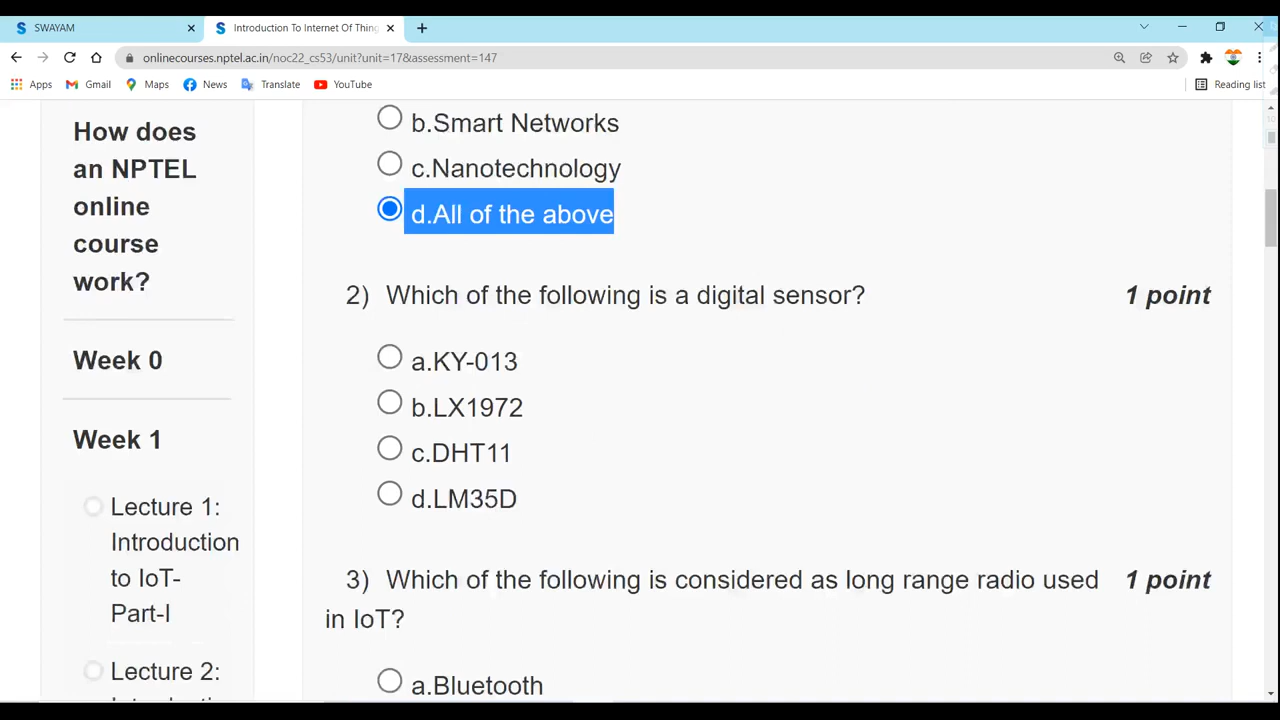 SWAYAM
Introduction To Internet Of Thing
onlinecourses.nptel.ac.in/noc22_cs53/unit?unit=17&assessment=147
Apps Gmail Maps News Translate YouTube Reading list
How does
an NPTEL
online
course
work?
Week 0
Week 1
Lecture 1:
Introduction
to IoT-
Part-I
Lecture 2:
b.Smart Networks
c.Nanotechnology
d.All of the above
2) Which of the following is a digital sensor? 1 point
a.KY-013
b.LX1972
c.DHT11
d.LM35D
3) Which of the following is considered as long range radio used 1 point
in IoT?
a.Bluetooth